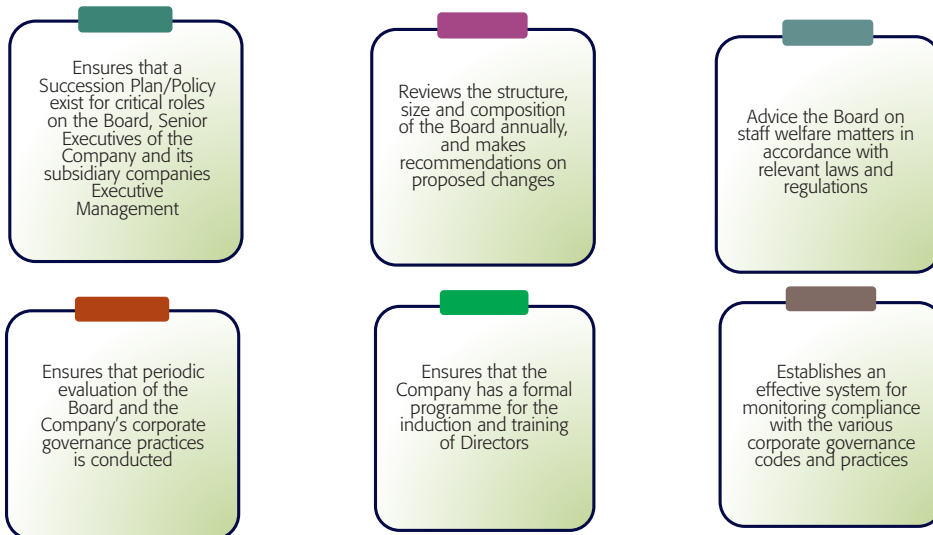 Ensures that a
Succession Plan/Policy
exist for critical roles
on the Board, Senior
Executives of the
Company and its
subsidiary companies
Executive
Management
Reviews the structure,
size and composition
of the Board annually,
and makes
recommendations on
proposed changes
Advice the Board on
staff welfare matters in
accordance with
relevant laws and
regulations
Ensures that periodic
evaluation of the
Board and the
Company's corporate
governance practices
is conducted
Ensures that the
Company has a formal
programme for the
induction and training
of Directors
Establishes an
effective system for
monitoring compliance
with the various
corporate governance
codes and practices